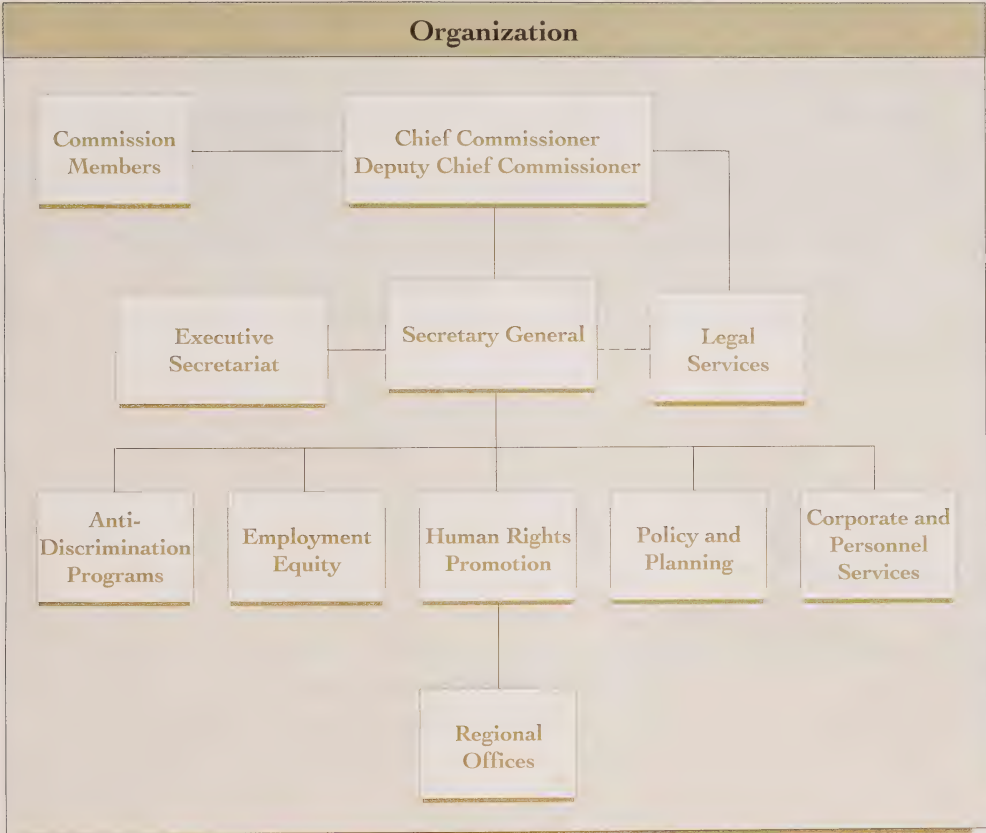 Organization
Commission
Members
Chief Commissioner
Deputy Chief Commissioner
Executive
Secretariat
Secretary General
Legal
Services
Anti-
Discrimination
Programs
Employment
Equity
Human Rights
Promotion
Policy and
Planning
Corporate and
Personnel
Services
Regional
Offices